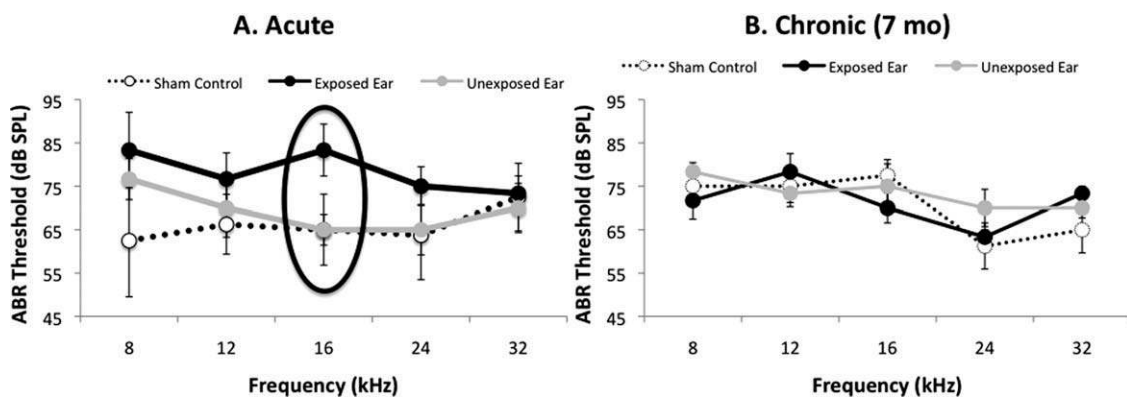 A. Acute
Sham Control Exposed Ear Unexposed Ear
ABR Threshold (dB SPL)
95
85
75
65
55
45
8 12 16 24 32
Frequency (kHz)
B. Chronic (7 mo)
Sham Control Exposed Ear Unexposed Ear
ABR Threshold (dB SPL)
95
85
75
65
55
45
8 12 16 24 32
Frequency (kHz)